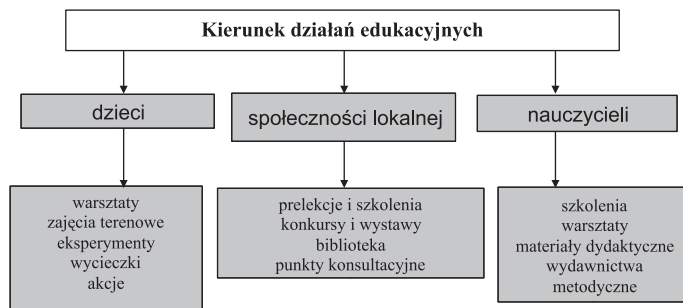 Kierunek działań edukacyjnych
dzieci
społeczności lokalnej
nauczycieli
warsztaty
zajęcia terenowe
eksperymenty
wycieczki
akcje
prelekcje i szkolenia
konkursy i wystawy
biblioteka
punkty konsultacyjne
szkolenia
warsztaty
materiały dydaktyczne
wydawnictwa
metodyczne